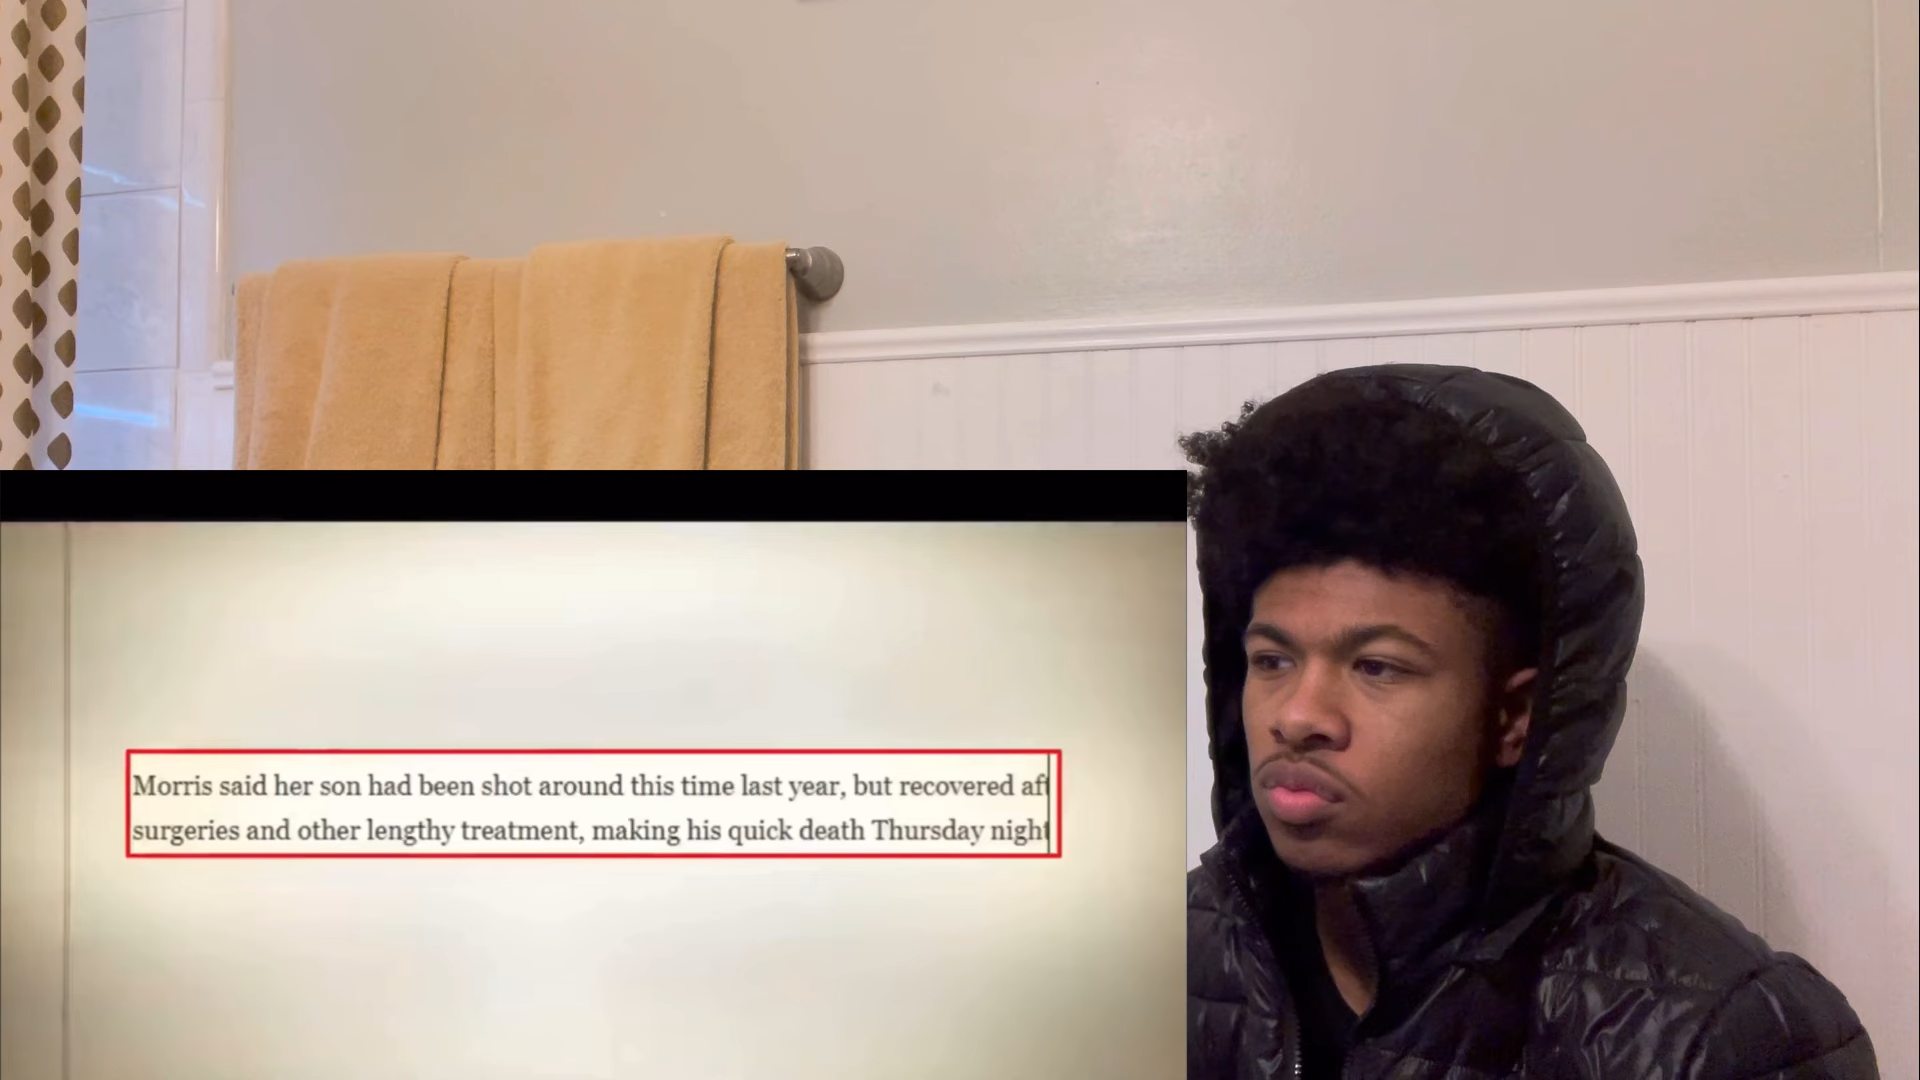 Morris said her son had been shot around this time last year, but recovered
surgeries and other lengthy treatment, making his quick death Thursday night